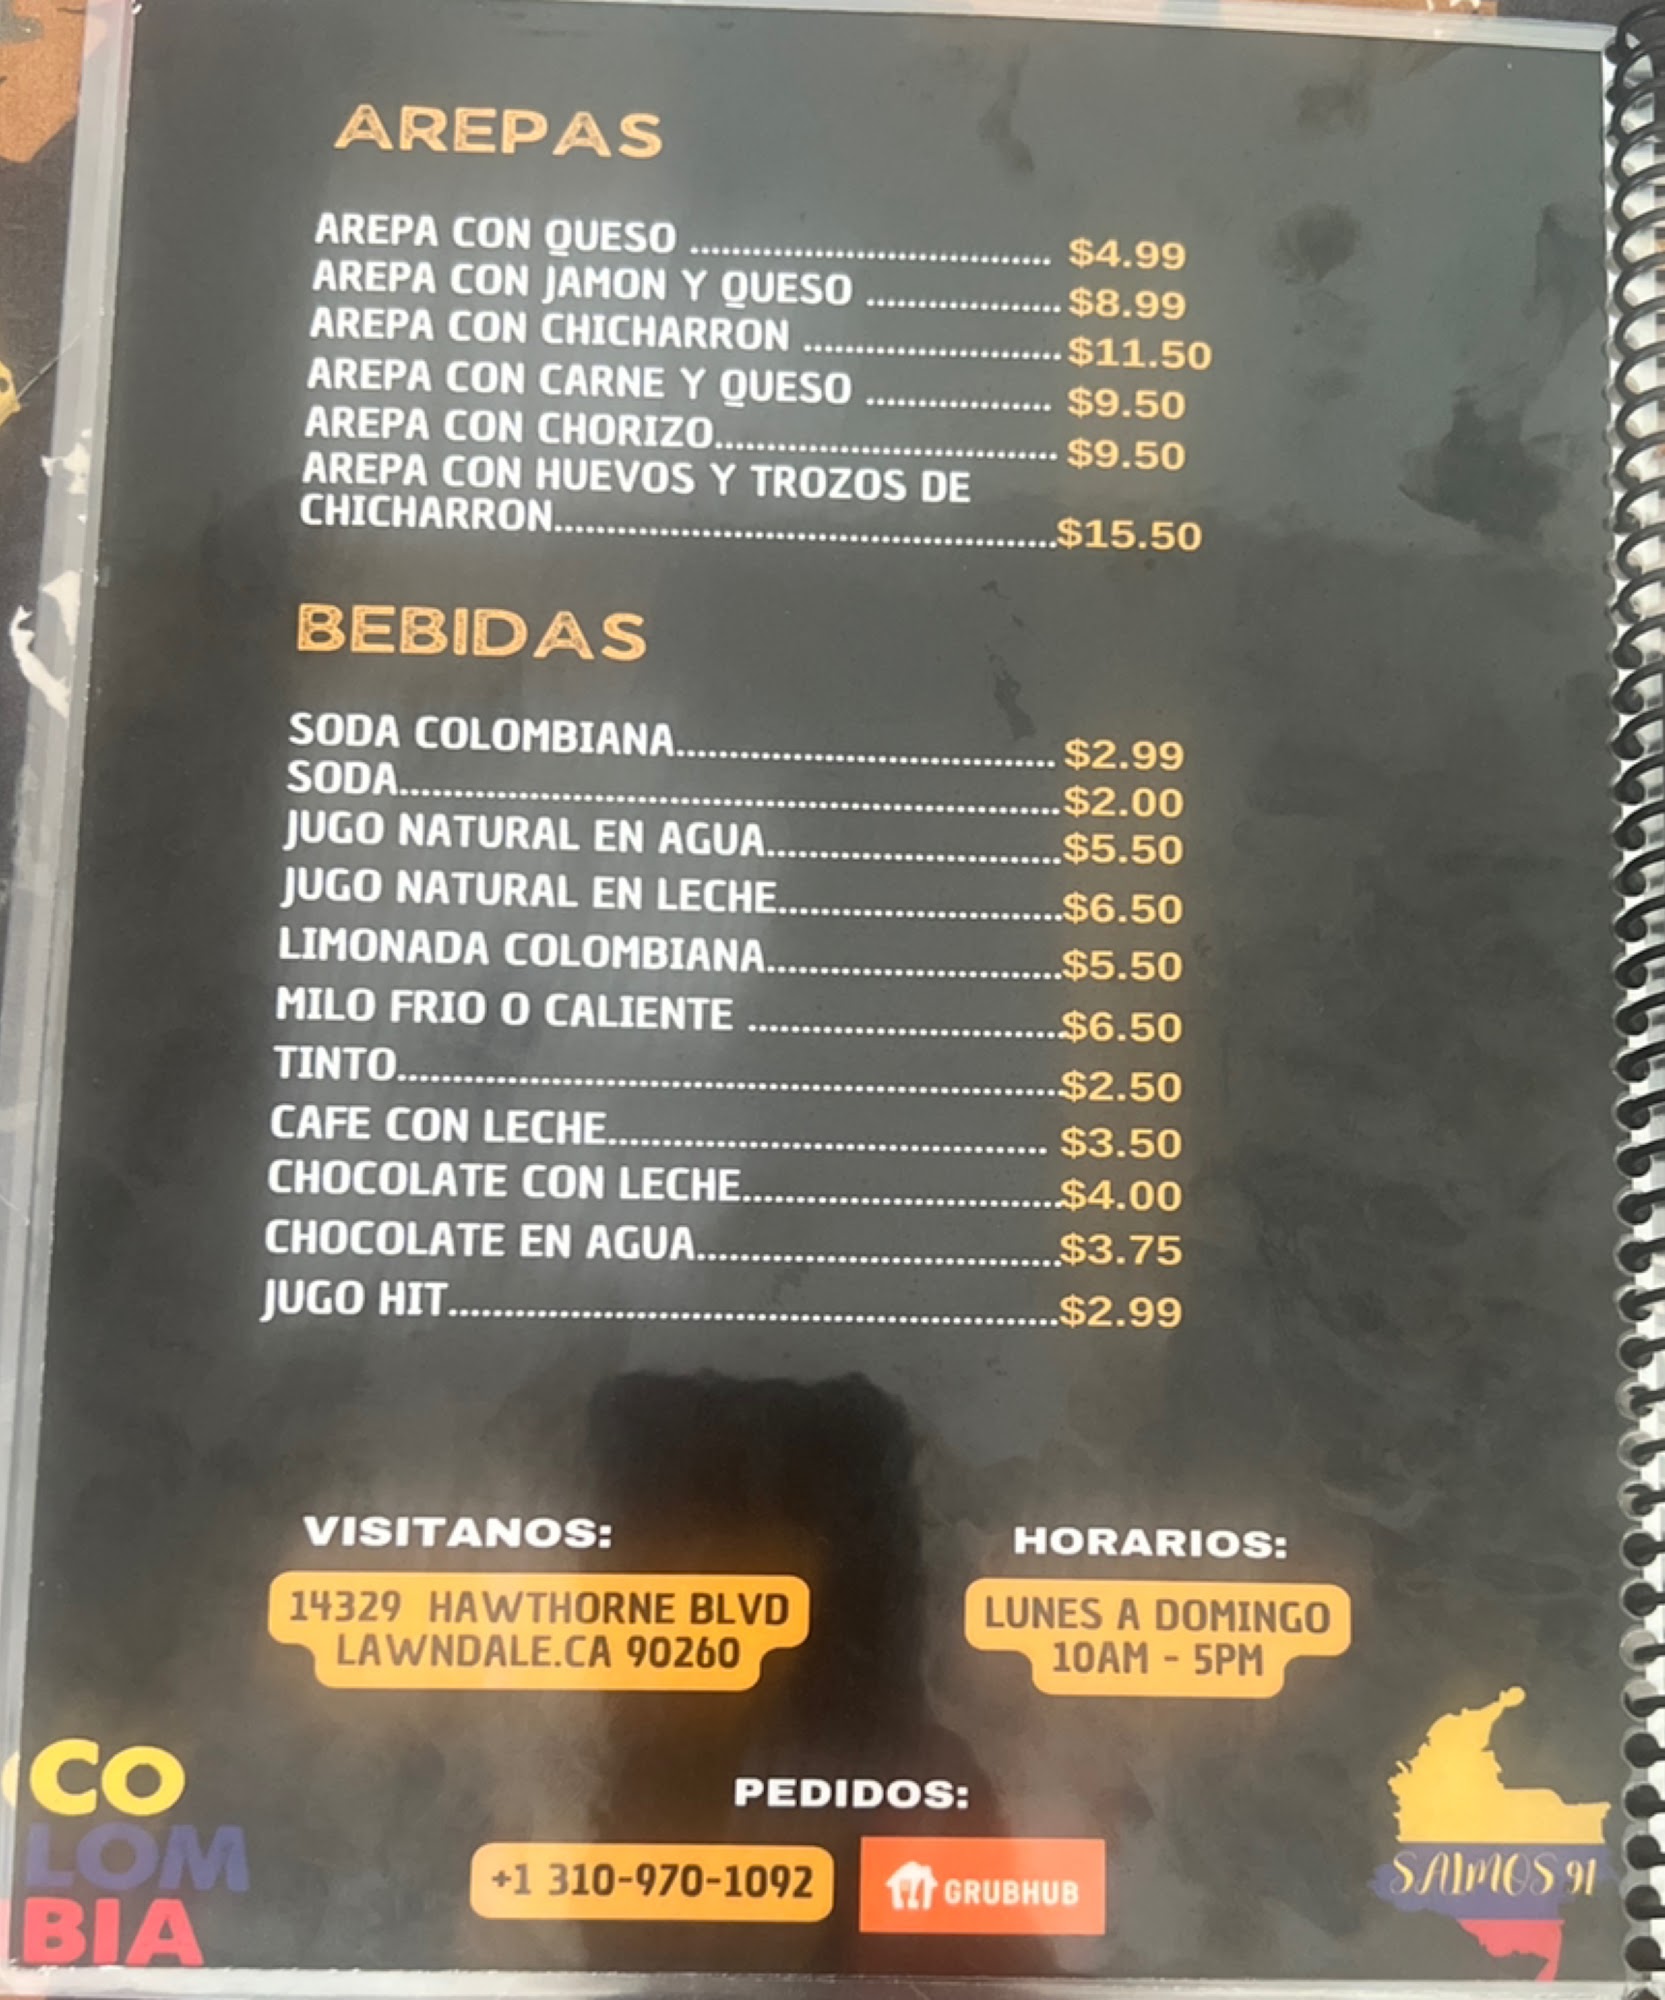 AREPAS
AREPA CON QUESO .................................. $4.99
AREPA CON JAMON Y QUESO ..................$8.99
AREPA CON CHICHARRON ........................$11.50
AREPA CON CARNE Y QUESO ................. $9.50
AREPA CON CHORIZO................................ $9.50
AREPA CON HUEVOS Y TROZOS DE
CHICHARRON...............................................$15.50
BEBIDAS
SODA COLOMBIANA................................... $2.99
SODA..............................................................$2.00
JUGO NATURAL EN AGUA...........................$5.50
JUGO NATURAL EN LECHE..........................$6.50
LIMONADA COLOMBIANA...........................$5.50
MILO FRIO O CALIENTE .............................$6.50
TINTO..............................................................$2.50
CAFE CON LECHE......................................... $3.50
CHOCOLATE CON LECHE..............................$4.00
CHOCOLATE EN AGUA..................................$3.75
JUGO HIT.........................................................$2.99
VISITANOS:
14329 HAWTHORNE BLVD
LAWNDALE.CA 90260
HORARIOS:
LUNES A DOMINGO
10AM - 5PM
PEDIDOS:
+1 310-970-1092
GRUBHUB
CO
LOM
BIA
SAIMOS 91